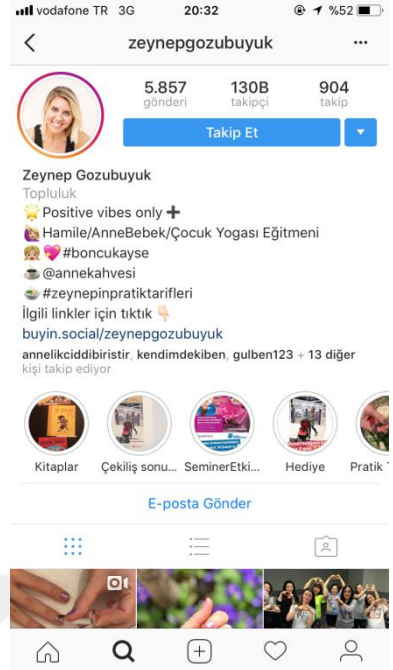 vodafone TR 3G 20:32 %52
zeynepgozubuyuk
5.857 130B 904
gönderi takipçi takip
Takip Et
Zeynep Gozubuyuk
Topluluk
🌟Positive vibes only➕
🙋🏼‍♀️Hamile/AnneBebek/Çocuk Yogası Eğitmeni
👧🏼💖#boncukayse
☕@annekahvesi
🍲#zeynepinpratiktarifleri
İlgili linkler için tıktık 👇🏻
buyin.social/zeynepgozubuyuk
annelikciddibiristir, kendimdekiben, gulben123 + 13 diğer
kişi takip ediyor
Kitaplar Çekiliş sonu... SeminerEtki... Hediye Pratik
E-posta Gönder